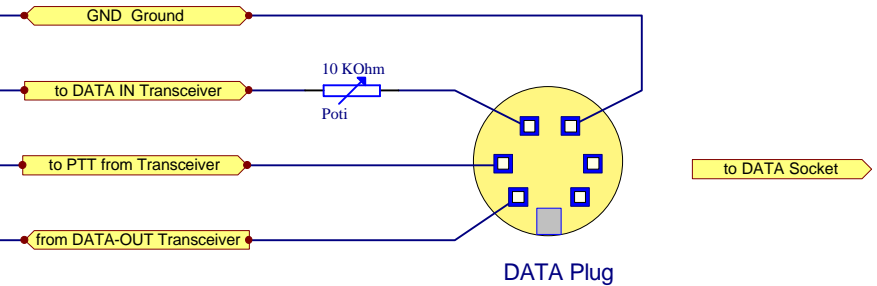 GND  Ground
10 KOhm
to DATA IN Transceiver
Poti
to PTT from Transceiver
to DATA Socket
from DATA-OUT Transceiver
DATA Plug